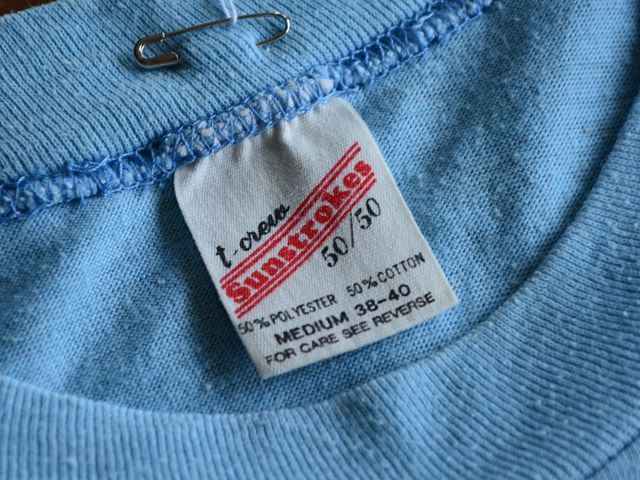 t-crew
Sunstrokes
50/50
50% POLYESTER 50% COTTON
MEDIUM 38-40
FOR CARE SEE REVERSE